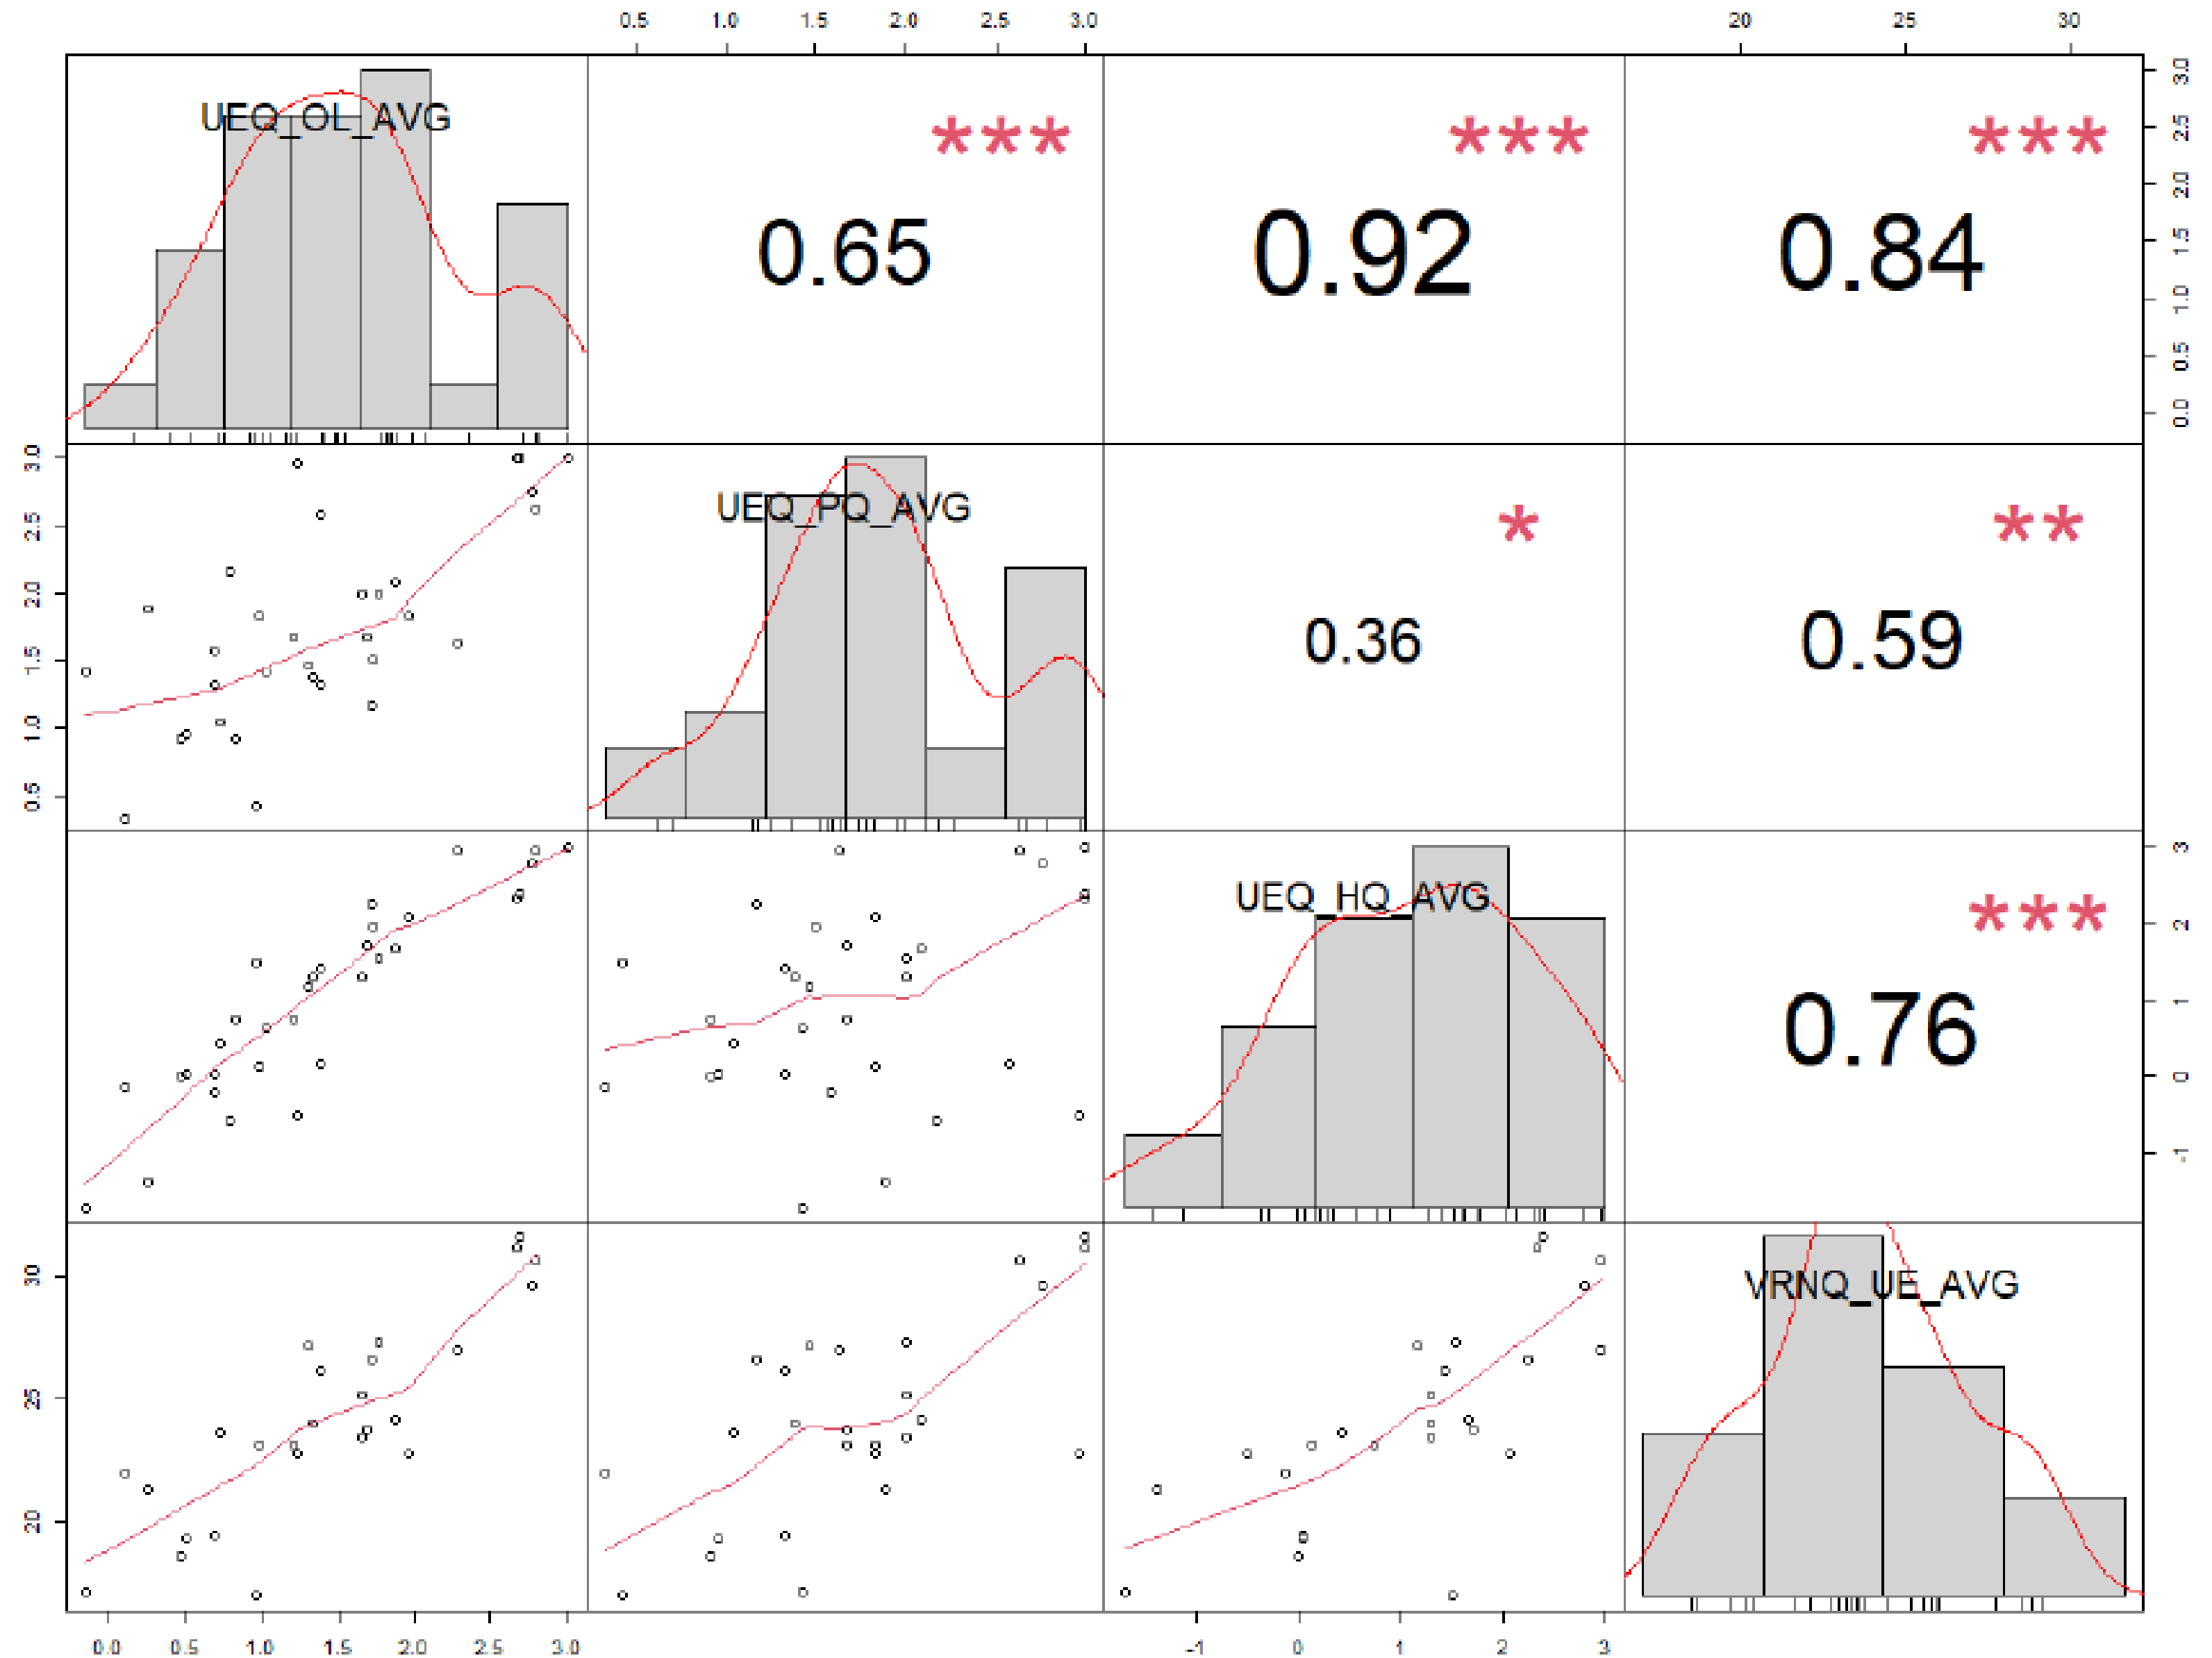 0.5 1.0 1.5 2.0 2.5 3.0 20 25 30
UEQ_OL_AVG *** *** ***
0.65 0.92 0.84
0.0 0.5 1.0 1.5 2.0 2.5 3.0
UEQ_PQ_AVG * **
0.36 0.59
0.5 1.0 1.5 2.0 2.5 3.0
UEQ_HQ_AVG ***
0.76
-1 0 1 2 3
VRNQ_UE_AVG
20 25 30
0.0 0.5 1.0 1.5 2.0 2.5 3.0 -1 0 1 2 3